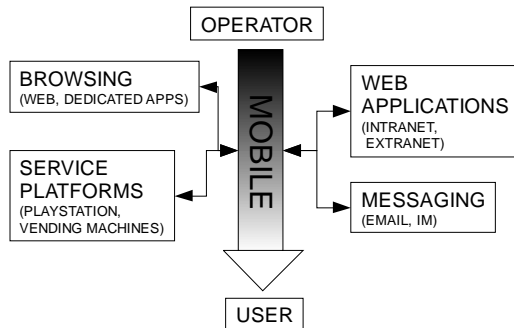 OPERATOR
BROWSING
(WEB, DEDICATED APPS)
SERVICE
PLATFORMS
(PLAYSTATION,
VENDING MACHINES)
MOBILE
WEB
APPLICATIONS
(INTRANET,
EXTRANET)
MESSAGING
(EMAIL, IM)
USER